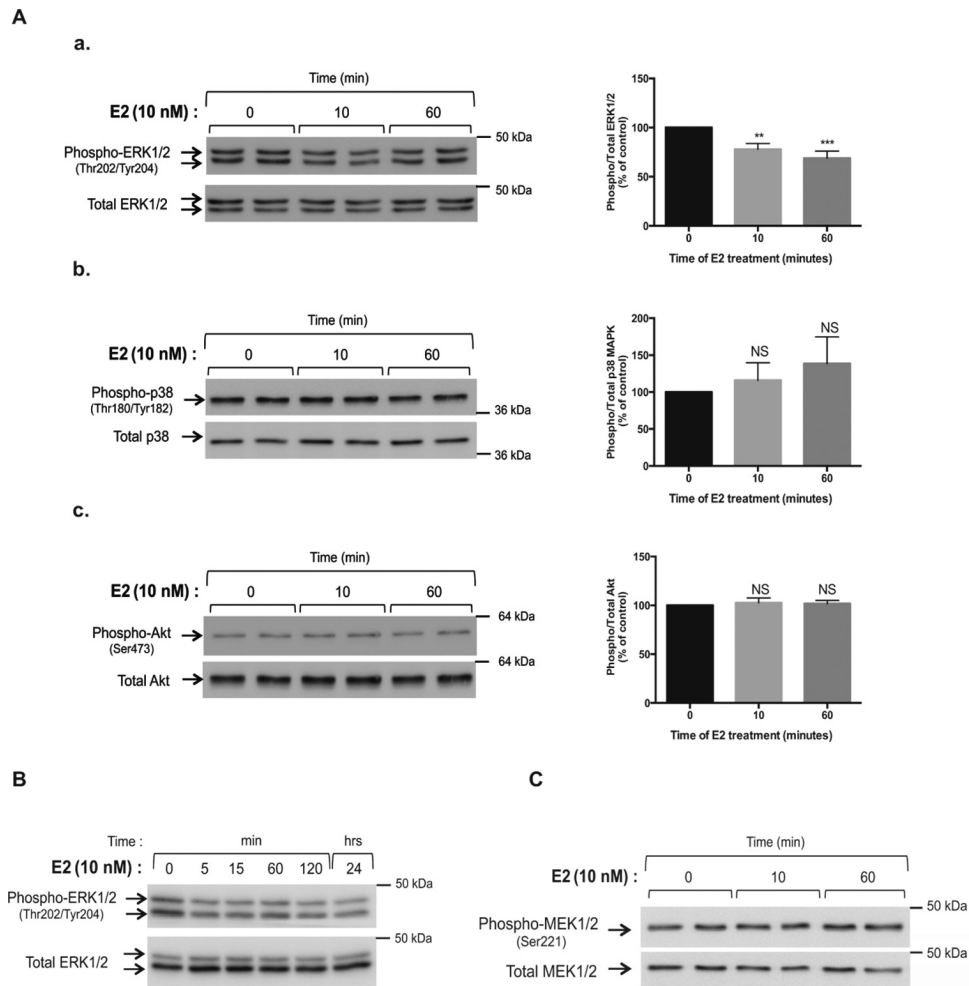 A
a.
Time (min)
E2 (10 nM) :
0 10 60
50 kDa
Phospho-ERK1/2
(Thr202/Tyr204)
50 kDa
Total ERK1/2
Phospho/Total ERK1/2
(% of control)
150
100
50
0
** ***
0 10 60
Time of E2 treatment (minutes)
b.
Time (min)
E2 (10 nM) :
0 10 60
Phospho-p38
(Thr180/Tyr182)
36 kDa
Total p38
36 kDa
Phospho/Total p38 MAPK
(% of control)
200
150
100
50
0
NS NS
0 10 60
Time of E2 treatment (minutes)
c.
Time (min)
E2 (10 nM) :
0 10 60
64 kDa
Phospho-Akt
(Ser473)
64 kDa
Total Akt
Phospho/Total Akt
(% of control)
150
100
50
0
NS NS
0 10 60
Time of E2 treatment (minutes)
B
Time : min hrs
E2 (10 nM) : 0 5 15 60 120 24
50 kDa
Phospho-ERK1/2
(Thr202/Tyr204)
50 kDa
Total ERK1/2
C
Time (min)
E2 (10 nM) :
0 10 60
50 kDa
Phospho-MEK1/2
(Ser221)
50 kDa
Total MEK1/2